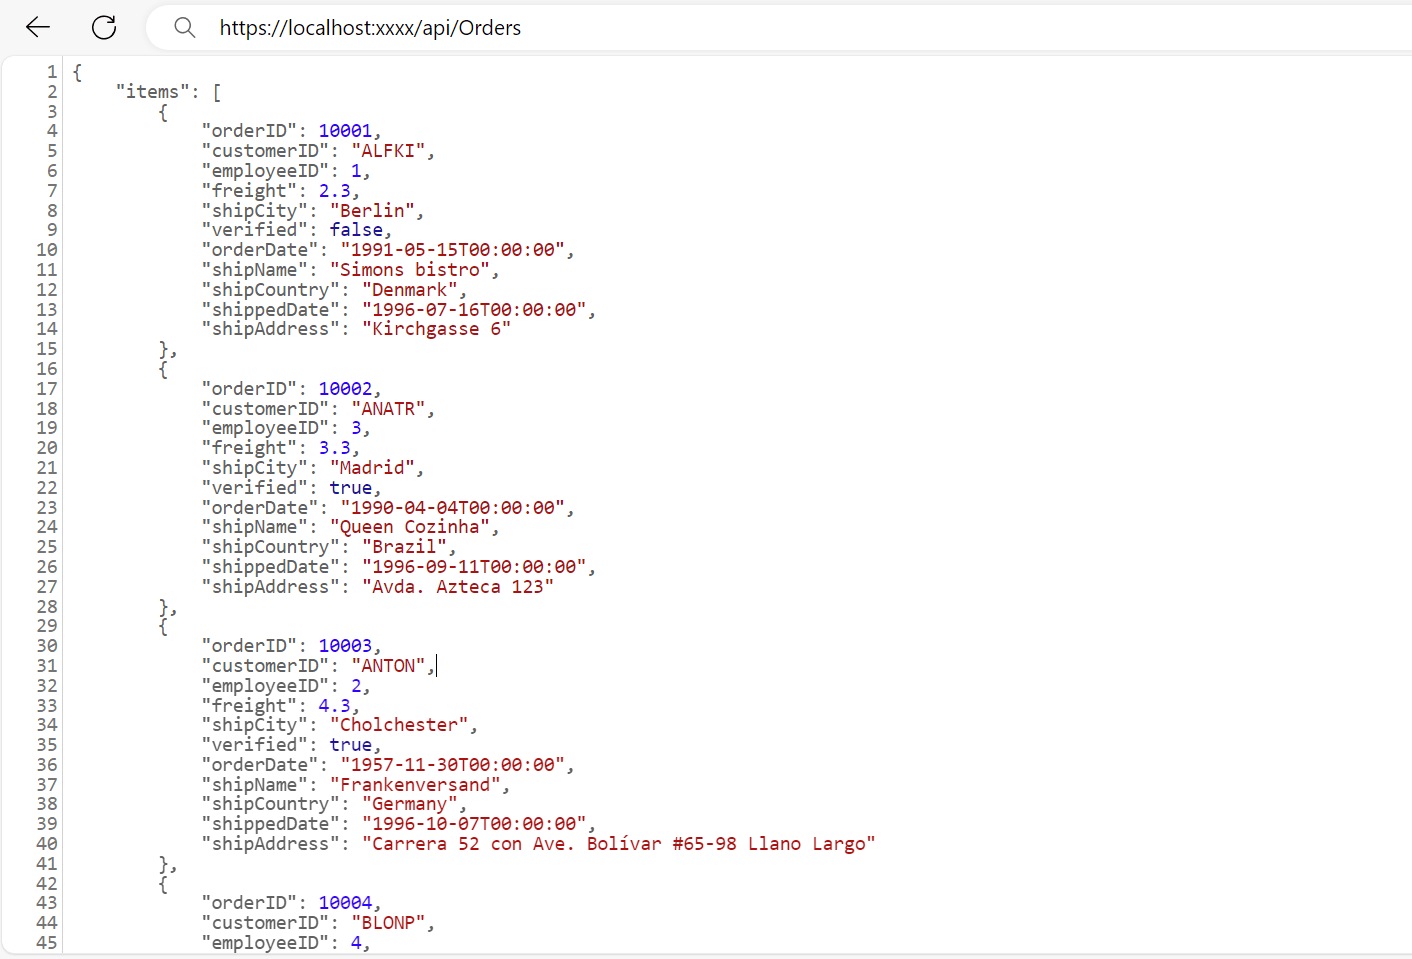 https://localhost:xxxx/api/Orders
1 {
2 "items": [
3 {
4 "orderID": 10001,
5 "customerID": "ALFKI",
6 "employeeID": 1,
7 "freight": 2.3,
8 "shipCity": "Berlin",
9 "verified": false,
10 "orderDate": "1991-05-15T00:00:00",
11 "shipName": "Simons bistro",
12 "shipCountry": "Denmark",
13 "shippedDate": "1996-07-16T00:00:00",
14 "shipAddress": "Kirchgasse 6"
15 },
16 {
17 "orderID": 10002,
18 "customerID": "ANATR",
19 "employeeID": 3,
20 "freight": 3.3,
21 "shipCity": "Madrid",
22 "verified": true,
23 "orderDate": "1990-04-04T00:00:00",
24 "shipName": "Queen Cozinha",
25 "shipCountry": "Brazil",
26 "shippedDate": "1996-09-11T00:00:00",
27 "shipAddress": "Avda. Azteca 123"
28 },
29 {
30 "orderID": 10003,
31 "customerID": "ANTON",
32 "employeeID": 2,
33 "freight": 4.3,
34 "shipCity": "Cholchester",
35 "verified": true,
36 "orderDate": "1957-11-30T00:00:00",
37 "shipName": "Frankenversand",
38 "shipCountry": "Germany",
39 "shippedDate": "1996-10-07T00:00:00",
40 "shipAddress": "Carrera 52 con Ave. Bolívar #65-98 Llano Largo"
41 },
42 {
43 "orderID": 10004,
44 "customerID": "BLONP",
45 "employeeID": 4,